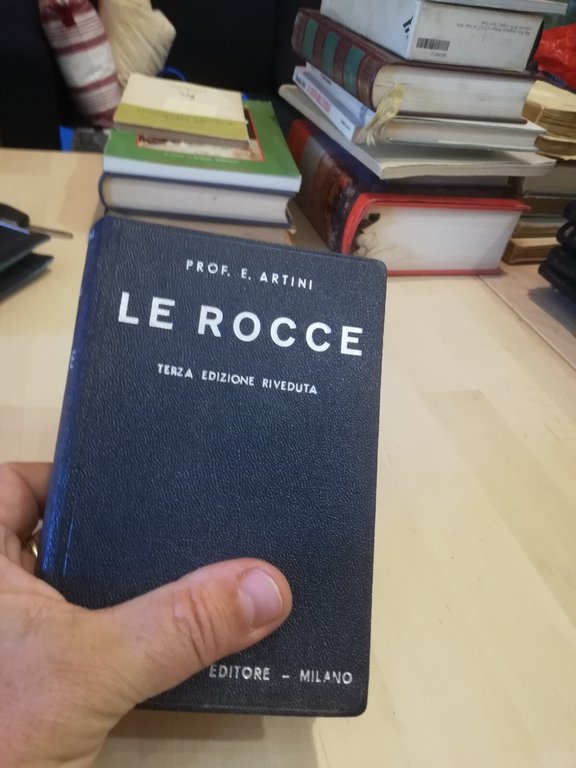 PROF. E. ARTINI
LE ROCCE
TERZA EDIZIONE RIVEDUTA
EDITORE - MILANO